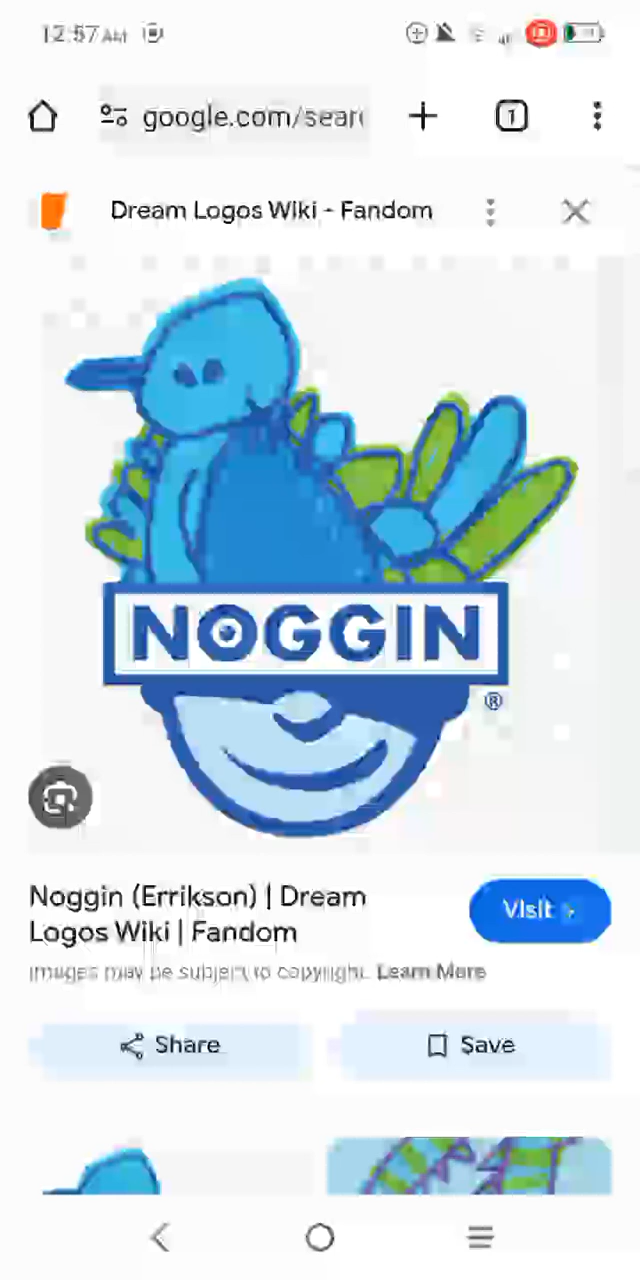 12:57 AM
google.com/sear
1
Dream Logos Wiki - Fandom
NOGGIN
®
Noggin (Errikson) | Dream
Logos Wiki | Fandom
Visit >
Images may be subject to copyright. Learn More
Share
Save